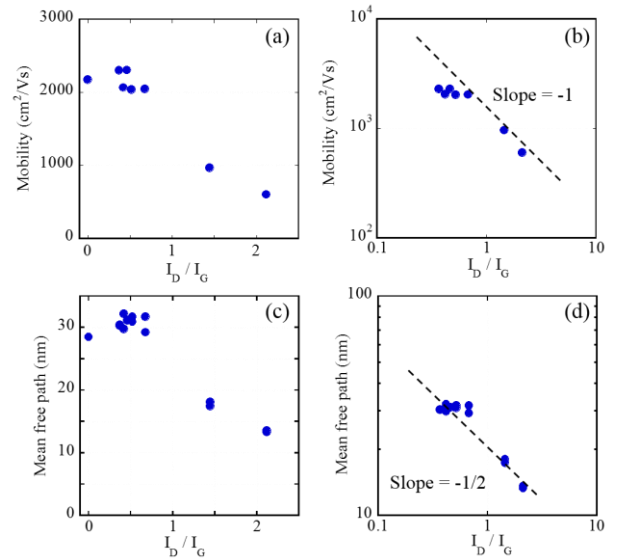 3000
2000
1000
0
Mobility (cm²/Vs)
(a)
0
1
2
I_D / I_G
10⁴
10³
10²
Mobility (cm²/Vs)
(b)
Slope = -1
0.1
1
10
I_D / I_G
30
20
10
0
Mean free path (nm)
(c)
0
1
2
I_D / I_G
100
10
Mean free path (nm)
(d)
Slope = -1/2
0.1
1
10
I_D / I_G